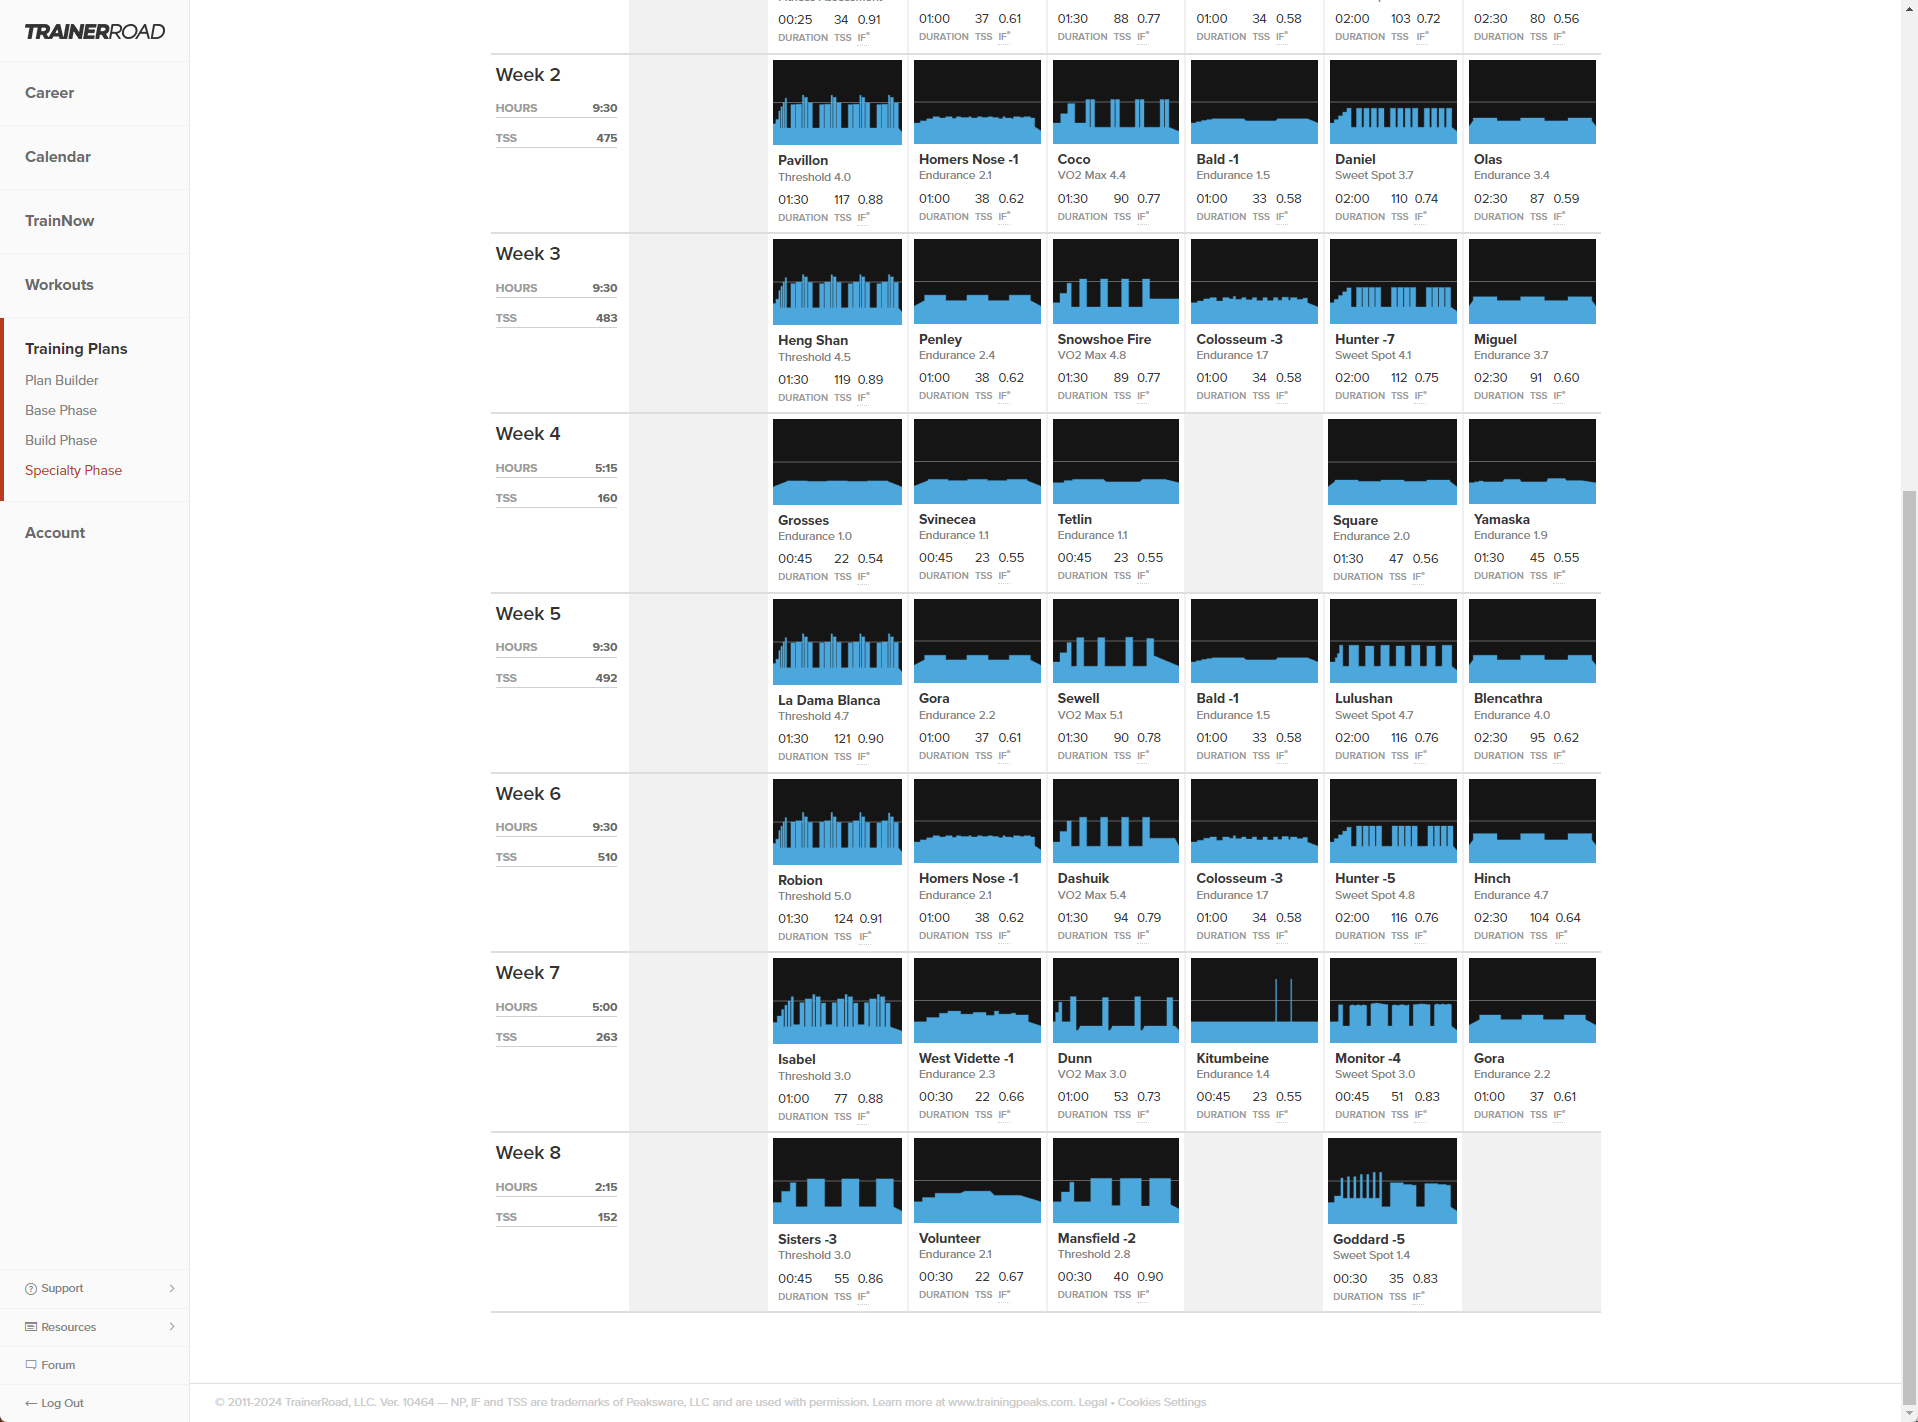 TRAINERROAD
Career
Calendar
TrainNow
Workouts
Training Plans
Plan Builder
Base Phase
Build Phase
Specialty Phase
Account
Support
Resources
Forum
Log Out
00:25 34 0.91 01:00 37 0.61 01:30 88 0.77 01:00 34 0.58 02:00 103 0.72 02:30 80 0.56
DURATION TSS IF® DURATION TSS IF® DURATION TSS IF® DURATION TSS IF® DURATION TSS IF® DURATION TSS IF®
Week 2
HOURS 9:30
TSS 475
Pavillon Homers Nose -1 Coco Bald -1 Daniel Olas
Threshold 4.0 Endurance 2.1 VO2 Max 4.4 Endurance 1.5 Sweet Spot 3.7 Endurance 3.4
01:30 117 0.88 01:00 38 0.62 01:30 90 0.77 01:00 33 0.58 02:00 110 0.74 02:30 87 0.59
DURATION TSS IF® DURATION TSS IF® DURATION TSS IF® DURATION TSS IF® DURATION TSS IF® DURATION TSS IF®
Week 3
HOURS 9:30
TSS 483
Heng Shan Penley Snowshoe Fire Colosseum -3 Hunter -7 Miguel
Threshold 4.5 Endurance 2.4 VO2 Max 4.8 Endurance 1.7 Sweet Spot 4.1 Endurance 3.7
01:30 119 0.89 01:00 38 0.62 01:30 89 0.77 01:00 34 0.58 02:00 112 0.75 02:30 91 0.60
DURATION TSS IF® DURATION TSS IF® DURATION TSS IF® DURATION TSS IF® DURATION TSS IF® DURATION TSS IF®
Week 4
HOURS 5:15
TSS 160
Grosses Svinecea Tetlin Square Yamaska
Endurance 1.0 Endurance 1.1 Endurance 1.1 Endurance 2.0 Endurance 1.9
00:45 22 0.54 00:45 23 0.55 00:45 23 0.55 01:30 47 0.56 01:30 45 0.55
DURATION TSS IF® DURATION TSS IF® DURATION TSS IF® DURATION TSS IF® DURATION TSS IF®
Week 5
HOURS 9:30
TSS 492
La Dama Blanca Gora Sewell Bald -1 Lulushan Blencathra
Threshold 4.7 Endurance 2.2 VO2 Max 5.1 Endurance 1.5 Sweet Spot 4.7 Endurance 4.0
01:30 121 0.90 01:00 37 0.61 01:30 90 0.78 01:00 33 0.58 02:00 116 0.76 02:30 95 0.62
DURATION TSS IF® DURATION TSS IF® DURATION TSS IF® DURATION TSS IF® DURATION TSS IF® DURATION TSS IF®
Week 6
HOURS 9:30
TSS 510
Robion Homers Nose -1 Dashuik Colosseum -3 Hunter -5 Hinch
Threshold 5.0 Endurance 2.1 VO2 Max 5.4 Endurance 1.7 Sweet Spot 4.8 Endurance 4.7
01:30 124 0.91 01:00 38 0.62 01:30 94 0.79 01:00 34 0.58 02:00 116 0.76 02:30 104 0.64
DURATION TSS IF® DURATION TSS IF® DURATION TSS IF® DURATION TSS IF® DURATION TSS IF® DURATION TSS IF®
Week 7
HOURS 5:00
TSS 263
Isabel West Vidette -1 Dunn Kitumbeine Monitor -4 Gora
Threshold 3.0 Endurance 2.3 VO2 Max 3.0 Endurance 1.4 Sweet Spot 3.0 Endurance 2.2
01:00 77 0.88 00:30 22 0.66 01:00 53 0.73 00:45 23 0.55 00:45 51 0.83 01:00 37 0.61
DURATION TSS IF® DURATION TSS IF® DURATION TSS IF® DURATION TSS IF® DURATION TSS IF® DURATION TSS IF®
Week 8
HOURS 2:15
TSS 152
Sisters -3 Volunteer Mansfield -2 Goddard -5
Threshold 3.0 Endurance 2.1 Threshold 2.8 Sweet Spot 1.4
00:45 55 0.86 00:30 22 0.67 00:30 40 0.90 00:30 35 0.83
DURATION TSS IF® DURATION TSS IF® DURATION TSS IF® DURATION TSS IF®
© 2011-2024 TrainerRoad, LLC. Ver. 10464 — NP, IF and TSS are trademarks of Peaksware, LLC and are used with permission. Learn more at www.trainingpeaks.com. Legal • Cookies Settings